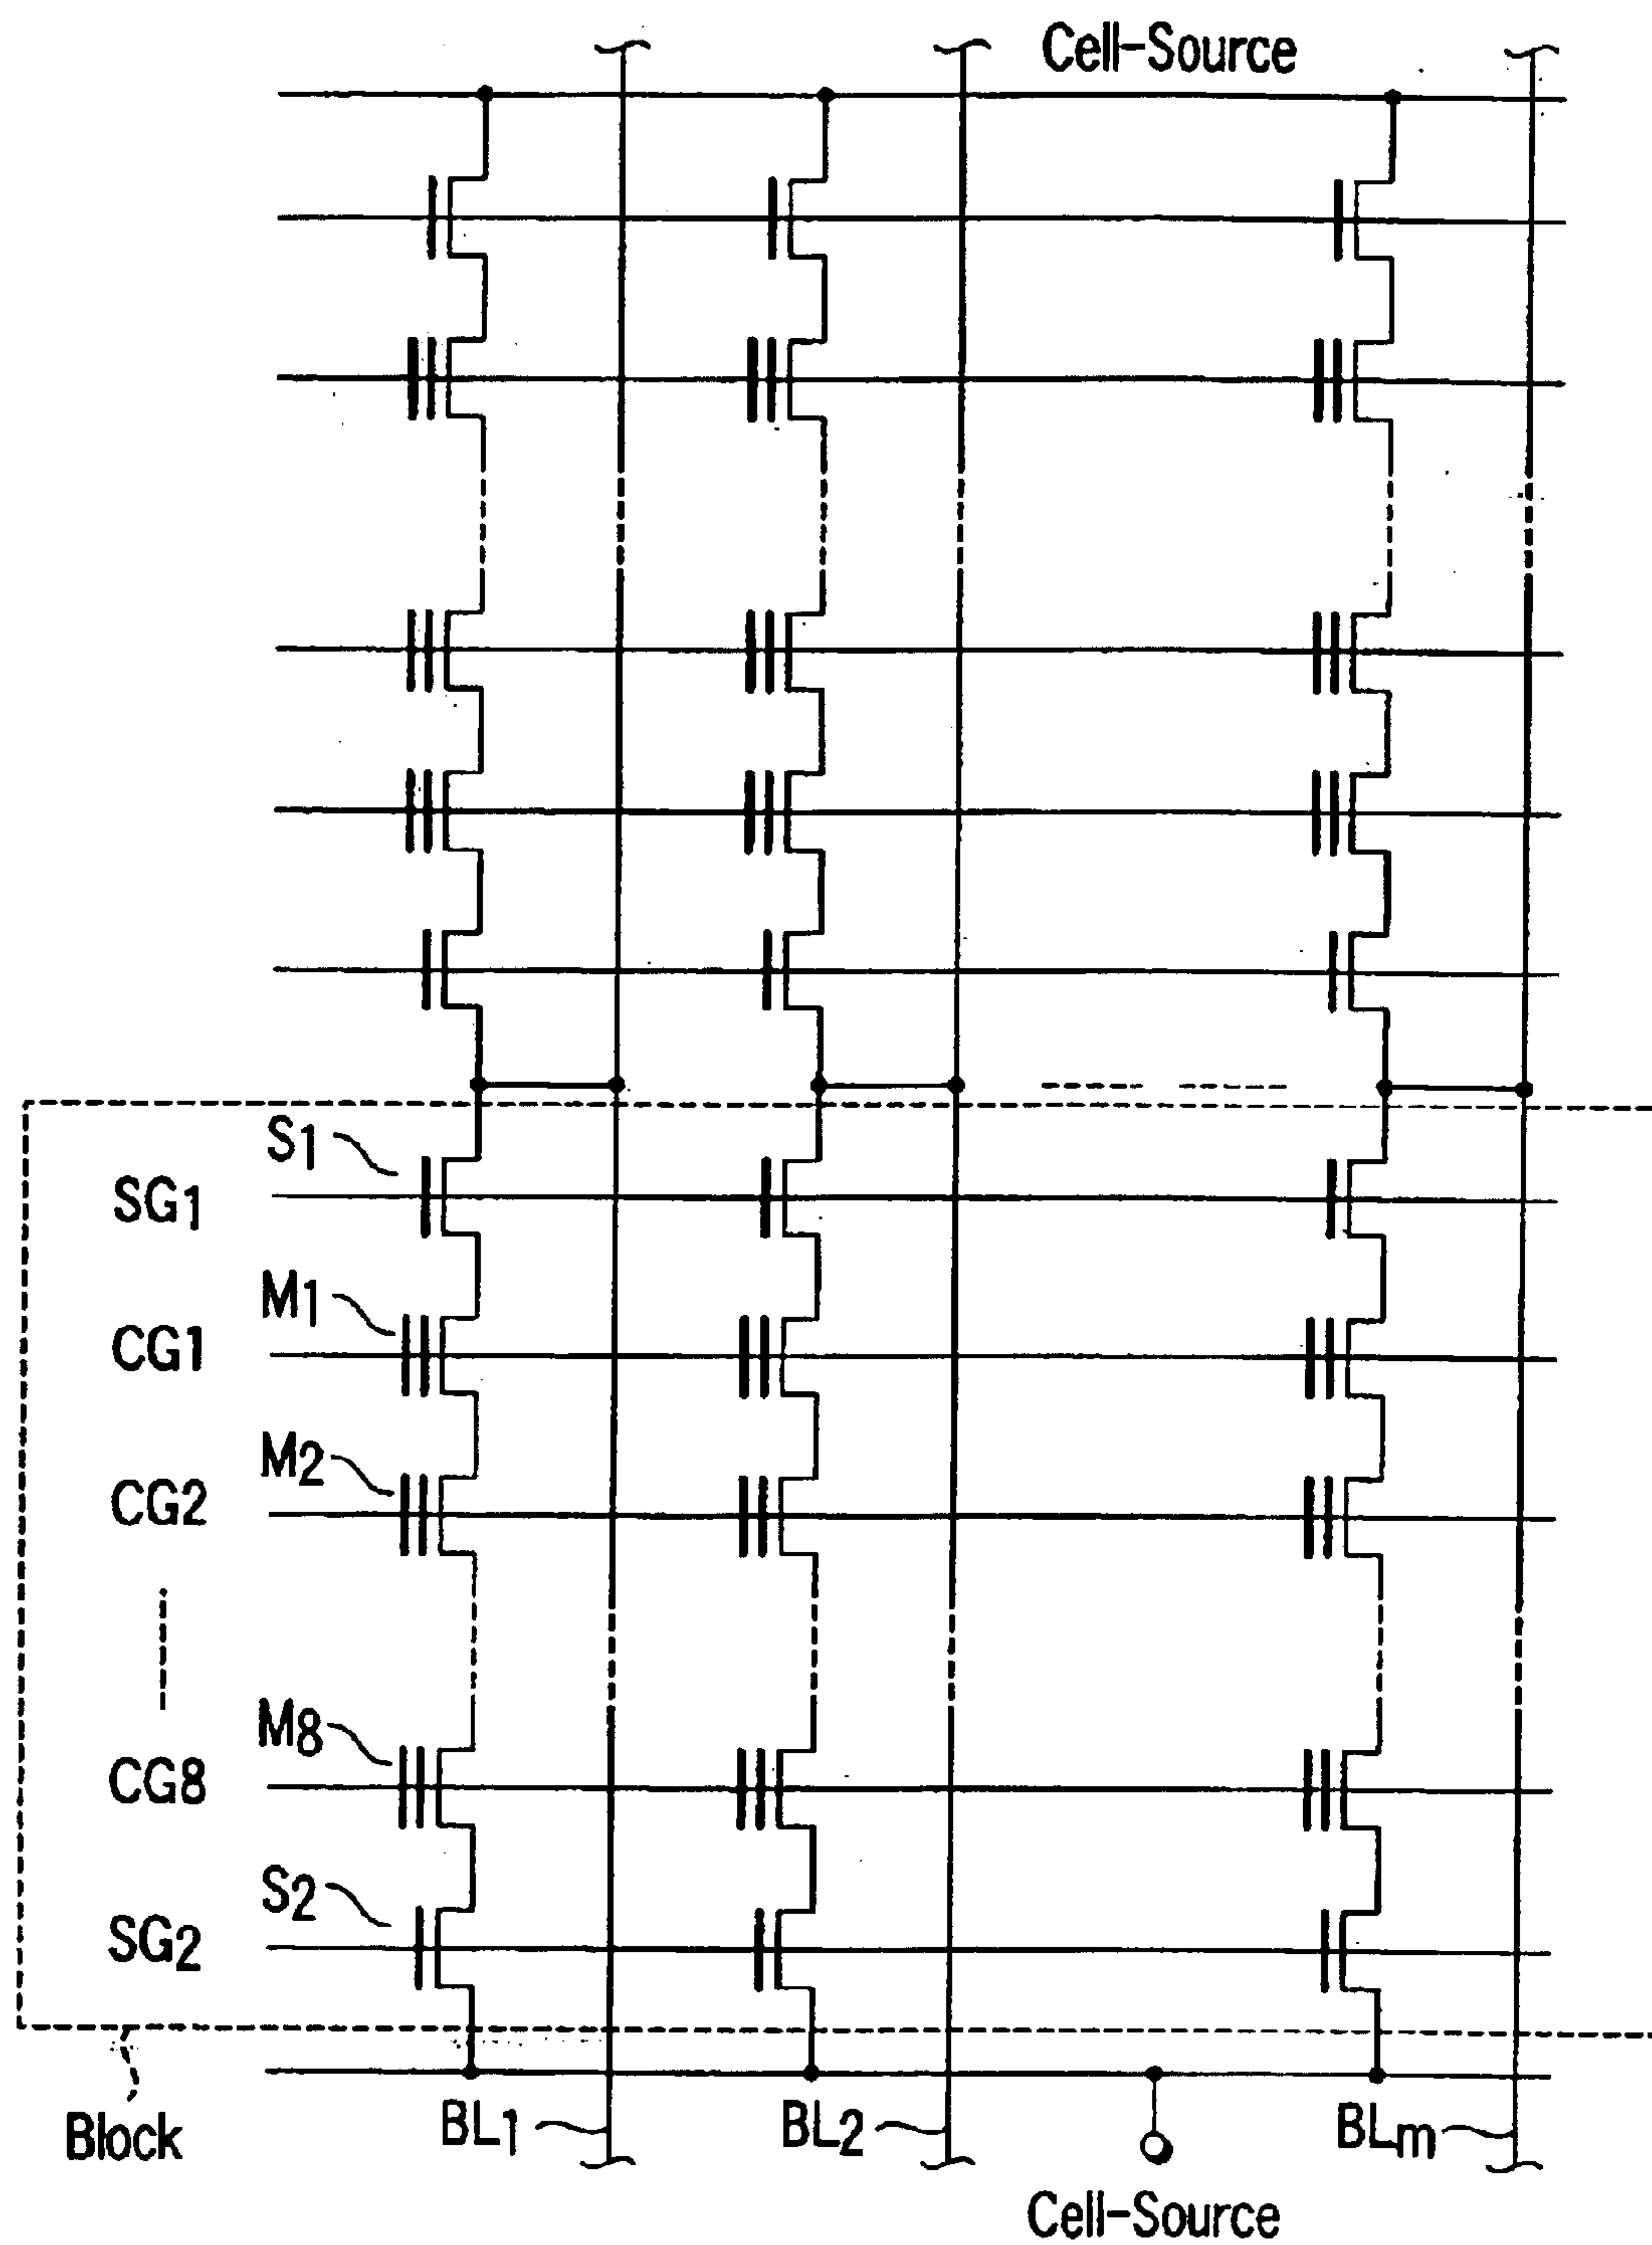 Cell-Source
S1
SG1
M1
CG1
M2
CG2
M8
CG8
S2
SG2
Block
BL1
BL2
BLm
Cell-Source